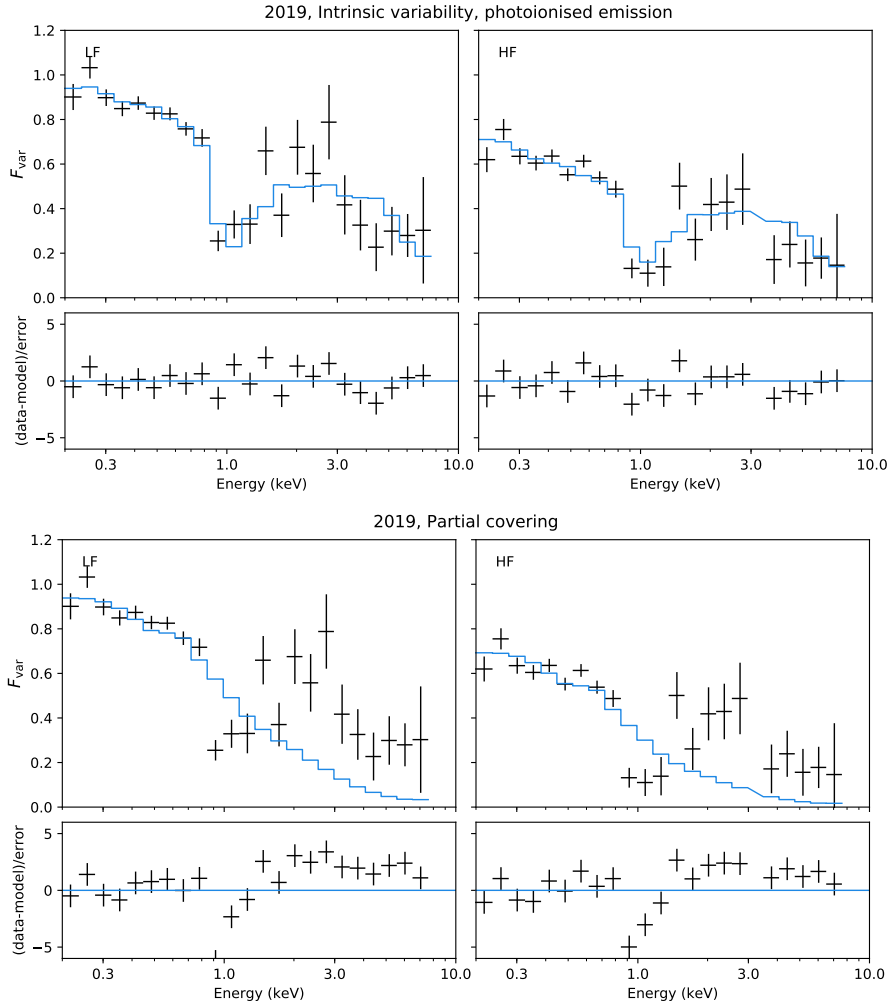 2019, Intrinsic variability, photoionised emission
LF
HF
1.2
1.0
0.8
0.6
0.4
0.2
0.0
Fvar
5
0
−5
(data-model)/error
0.3
1.0
3.0
10.0
0.3
1.0
3.0
10.0
Energy (keV)
Energy (keV)
2019, Partial covering
LF
HF
1.2
1.0
0.8
0.6
0.4
0.2
0.0
Fvar
5
0
−5
(data-model)/error
0.3
1.0
3.0
10.0
0.3
1.0
3.0
10.0
Energy (keV)
Energy (keV)